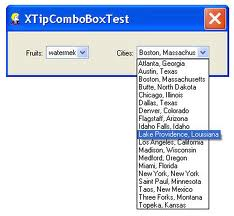 XTipComboBoxTest
Fruits: watermek Cities: Boston, Massachus
Atlanta, Georgia
Austin, Texas
Boston, Massachusetts
Butte, North Dakota
Chicago, Illinois
Dallas, Texas
Denver, Colorado
Flagstaff, Arizona
Idaho Falls, Idaho
Lake Providence, Louisiana
Los Angeles, California
Madison, Wisconsin
Medford, Oregon
Miami, Florida
New York, New York
Saint Paul, Minnesota
Taos, New Mexico
Three Forks, Montana
Topeka, Kansas